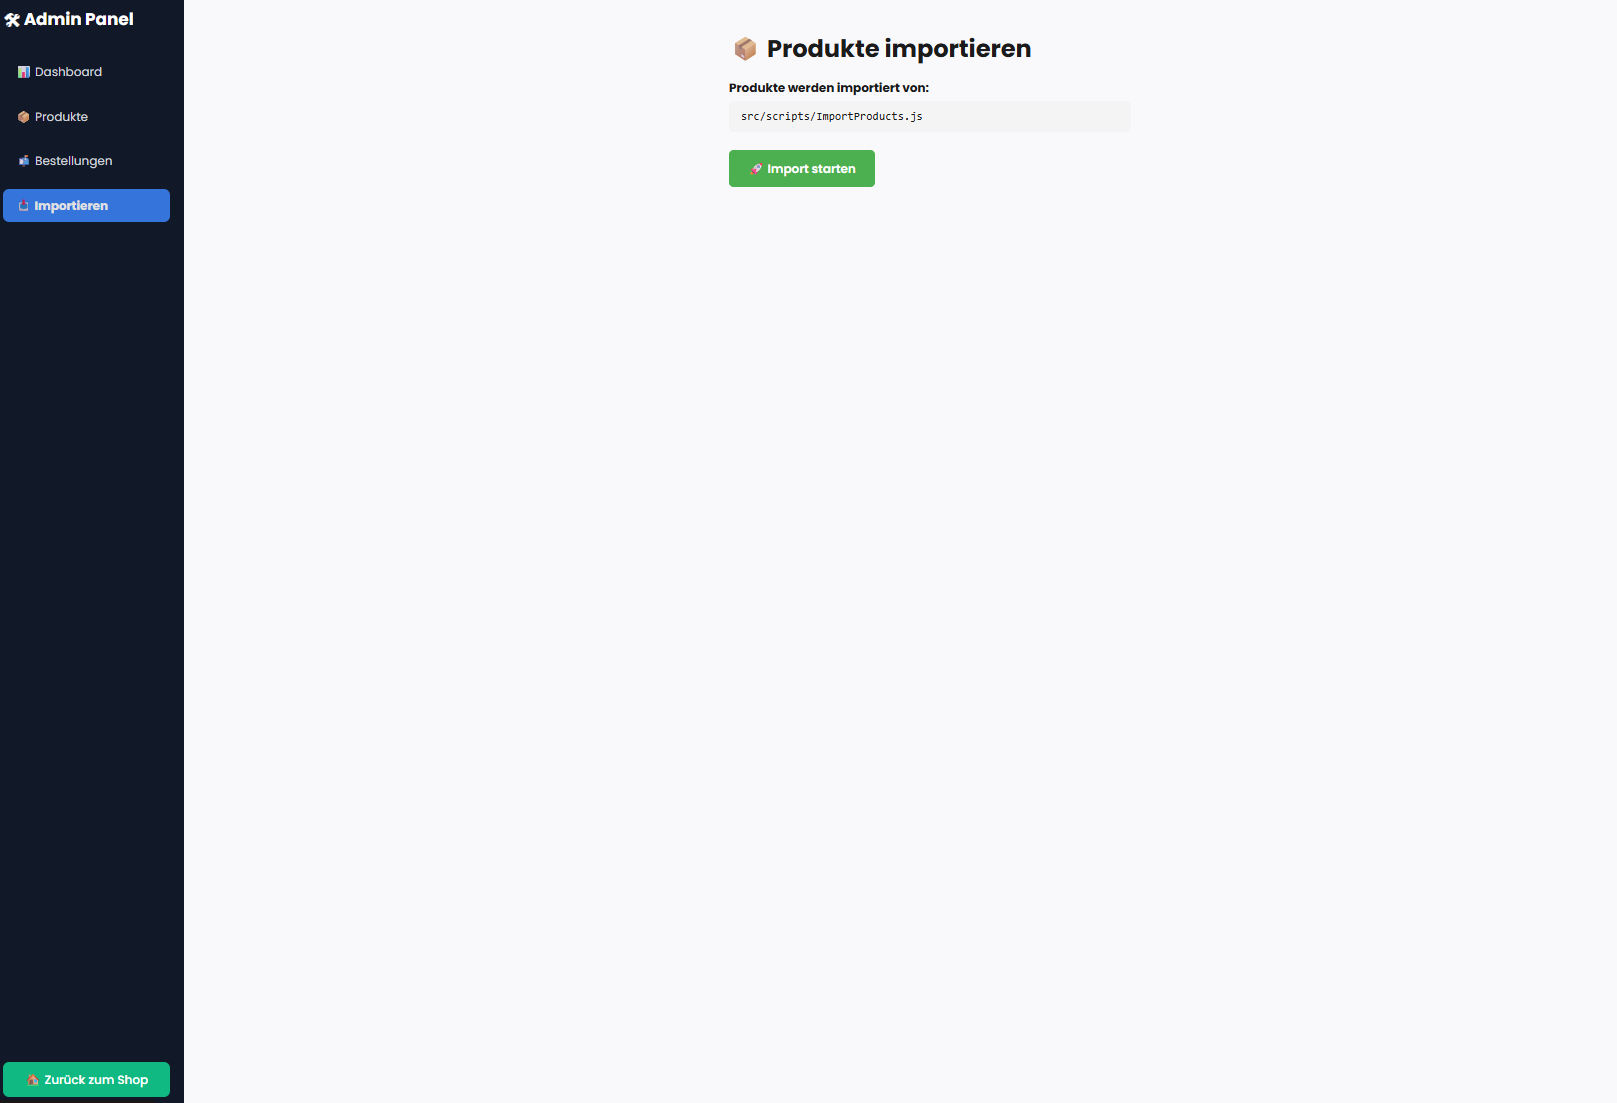 🛠 Admin Panel
📊 Dashboard
📦 Produkte
📬 Bestellungen
📥 Importieren
📦 Produkte importieren
Produkte werden importiert von:
src/scripts/ImportProducts.js
🚀 Import starten
🏠 Zurück zum Shop